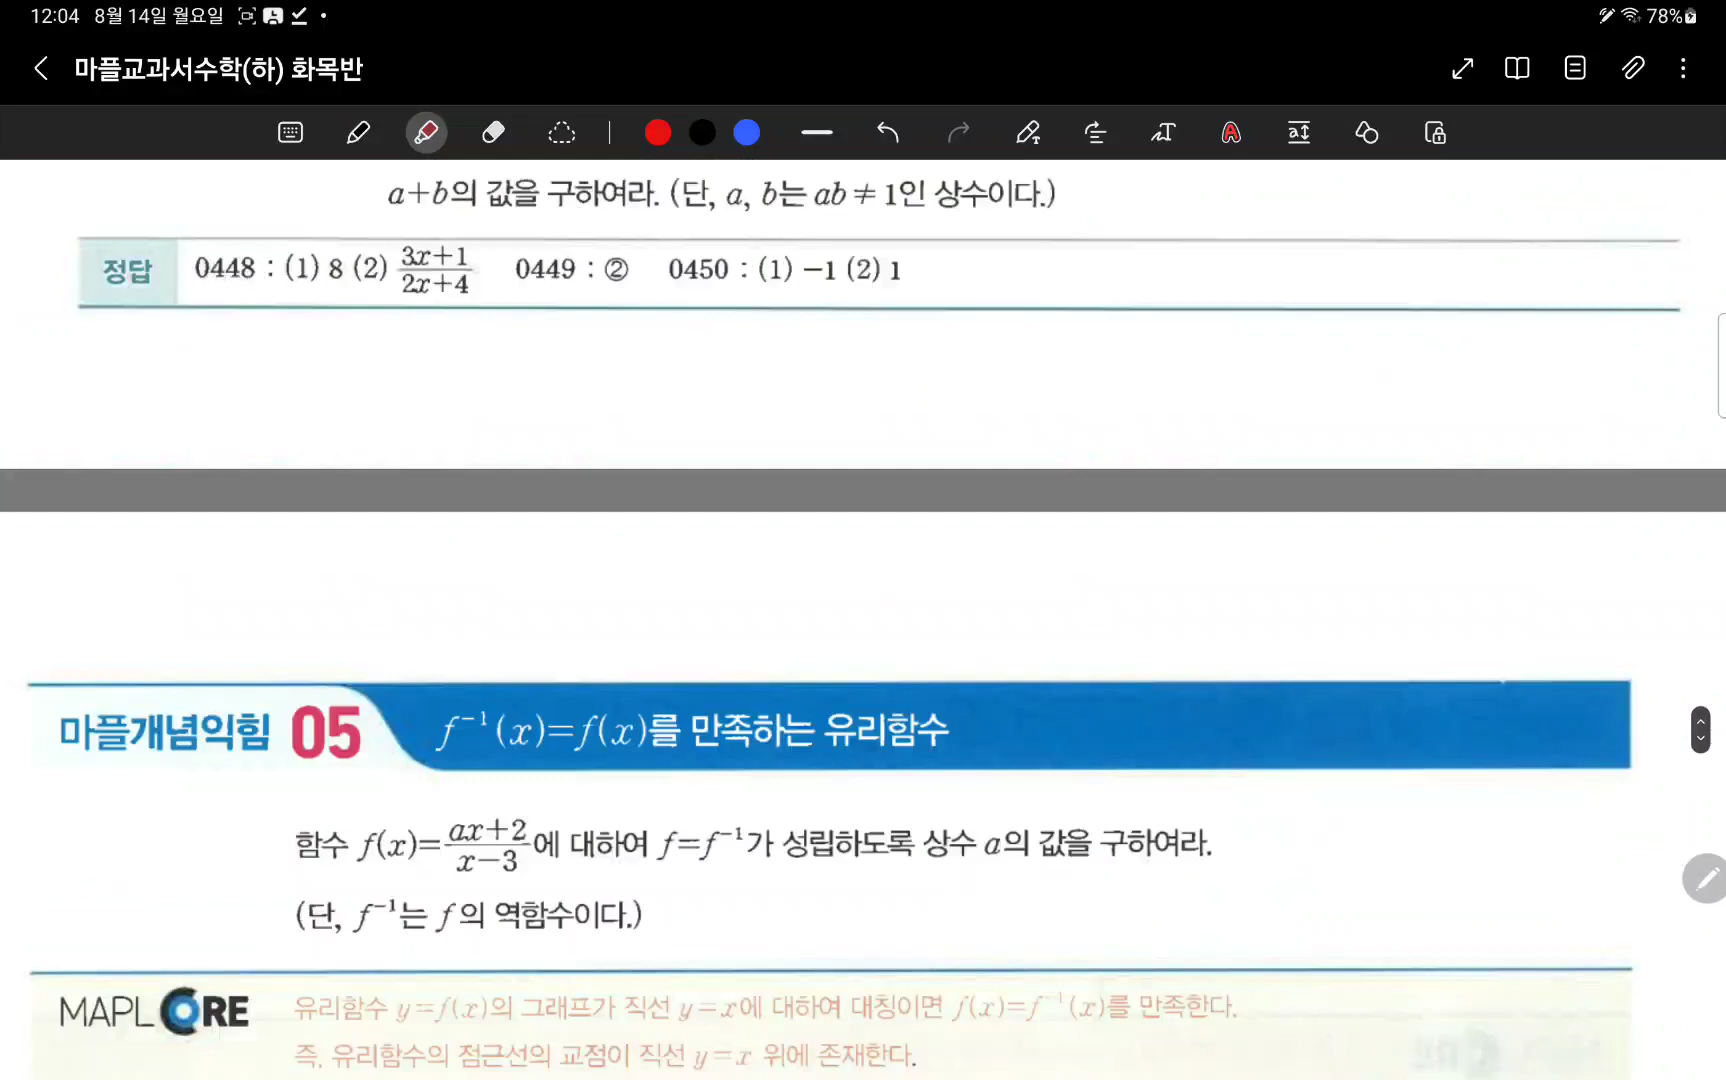 12:04 8월 14일 월요일
78%
마플교과서수학(하) 화목반
a+b의 값을 구하여라. (단, a, b는 ab ≠ 1인 상수이다.)
정답 0448 : (1) 8 (2) \frac{3x+1}{2x+4} 0449 : ② 0450 : (1) −1 (2) 1
마플개념익힘 05 f⁻¹(x)=f(x)를 만족하는 유리함수
함수 f(x)=\frac{ax+2}{x−3}에 대하여 f=f⁻¹가 성립하도록 상수 a의 값을 구하여라.
(단, f⁻¹는 f의 역함수이다.)
MAPL CORE 유리함수 y=f(x)의 그래프가 직선 y=x에 대하여 대칭이면 f(x)=f⁻¹(x)를 만족한다.
즉, 유리함수의 점근선의 교점이 직선 y=x 위에 존재한다.